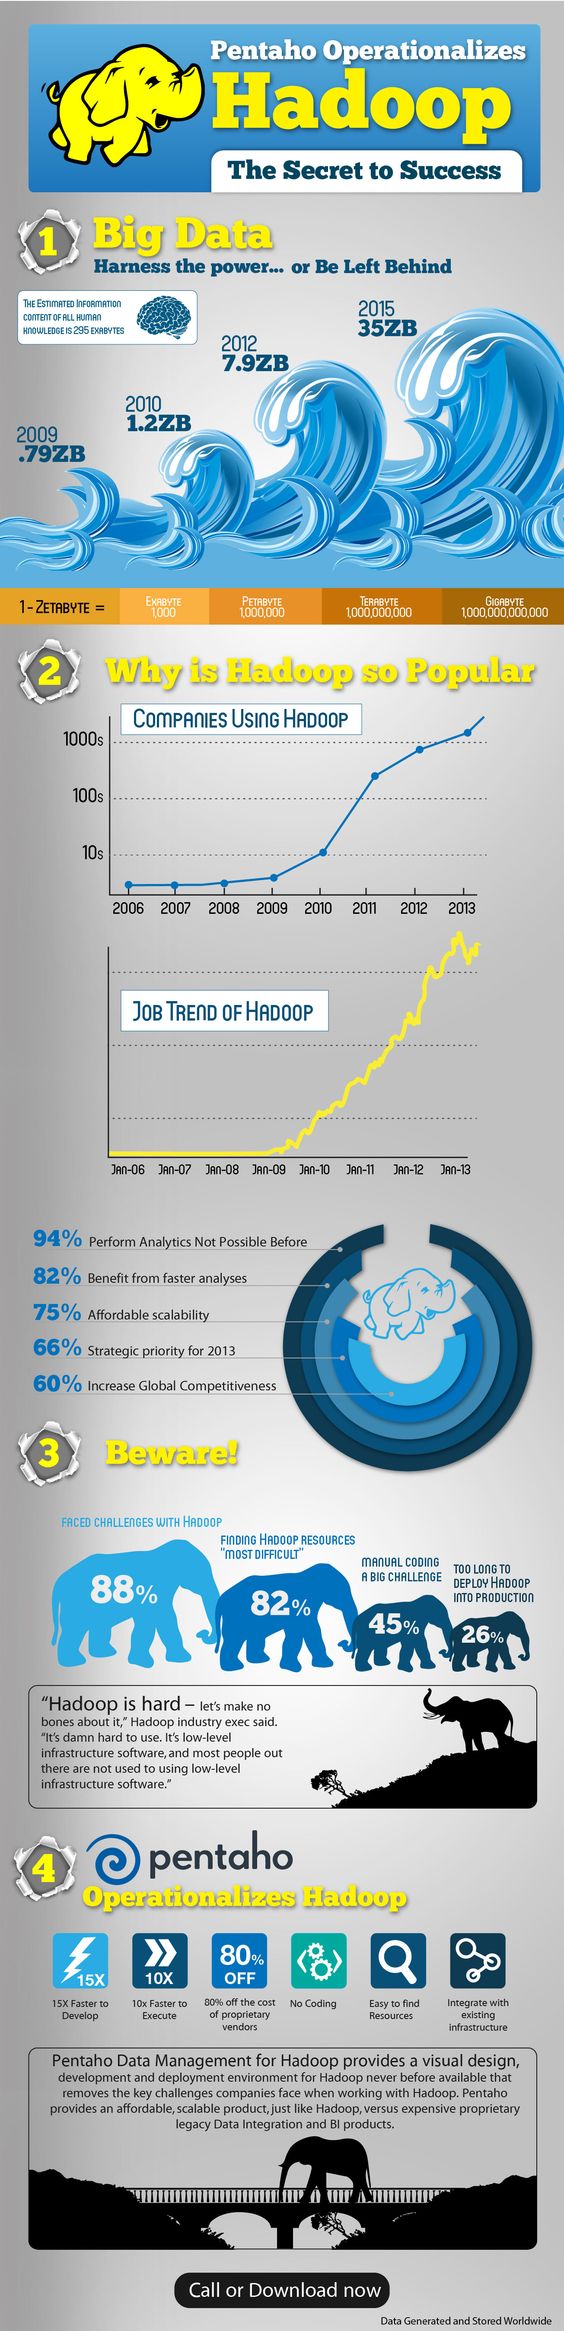 Pentaho Operationalizes
Hadoop
The Secret to Success
1
Big Data
Harness the power... or Be Left Behind
The Estimated Information
content of all human
knowledge is 295 exabytes
2009
.79ZB
2010
1.2ZB
2012
7.9ZB
2015
35ZB
1 - Zetabyte =
Exabyte
1,000
Petabyte
1,000,000
Terabyte
1,000,000,000
Gigabyte
1,000,000,000,000
2
Why is Hadoop so Popular
Companies Using Hadoop
1000s
100s
10s
2006 2007 2008 2009 2010 2011 2012 2013
Job Trend of Hadoop
Jan-06 Jan-07 Jan-08 Jan-09 Jan-10 Jan-11 Jan-12 Jan-13
94% Perform Analytics Not Possible Before
82% Benefit from faster analyses
75% Affordable scalability
66% Strategic priority for 2013
60% Increase Global Competitiveness
3
Beware!
Faced challenges with Hadoop
88%
Finding Hadoop resources
"most difficult"
82%
Manual coding
a big challenge
45%
Too long to
deploy Hadoop
into production
26%
“Hadoop is hard – let’s make no
bones about it,” Hadoop industry exec said.
“It’s damn hard to use. It’s low-level
infrastructure software, and most people out
there are not used to using low-level
infrastructure software.”
4
pentaho
Operationalizes Hadoop
15X
15X Faster to
Develop
10X
10x Faster to
Execute
80%
OFF
80% off the cost
of proprietary
vendors
No Coding
Easy to find
Resources
Integrate with
existing
infrastructure
Pentaho Data Management for Hadoop provides a visual design,
development and deployment environment for Hadoop never before available that
removes the key challenges companies face when working with Hadoop. Pentaho
provides an affordable, scalable product, just like Hadoop, versus expensive proprietary
legacy Data Integration and BI products.
Call or Download now
Data Generated and Stored Worldwide